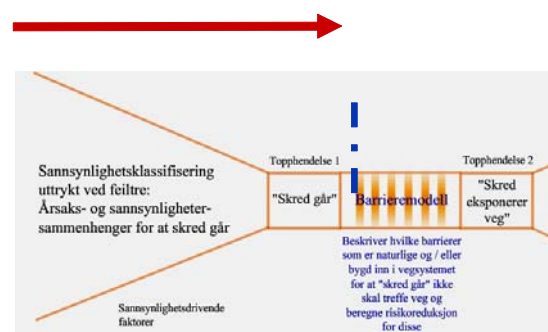 Sannsynlighetsklassifisering
uttrykt ved feiltre:
Årsaks- og sannsynligheter-
sammenhenger for at skred går
Sannsynlighetsdrivende
faktorer
Topphendelse 1
"Skred går"
Barrieremodell
Beskriver hvilke barrierer
som er naturlige og / eller
bygd inn i vegsystemet
for at "skred går" ikke
skal treffe veg og
beregne risikoreduksjon
for disse
Topphendelse 2
"Skred
eksponerer
veg"